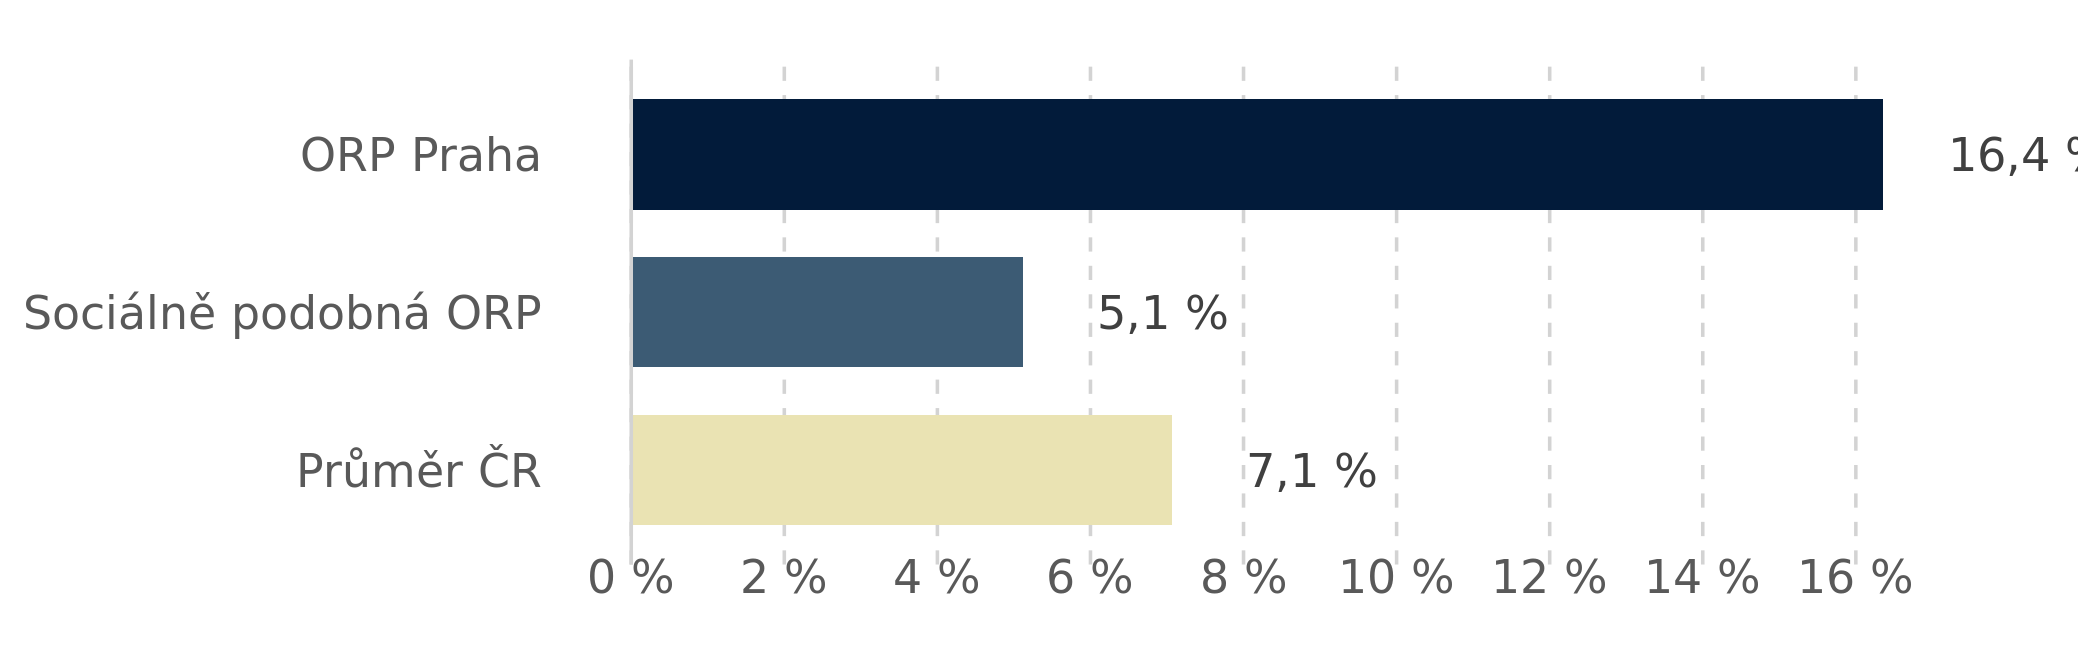 ORP Praha
16,4 %
Sociálně podobná ORP
5,1 %
Průměr ČR
7,1 %
0 % 2 % 4 % 6 % 8 % 10 % 12 % 14 % 16 %